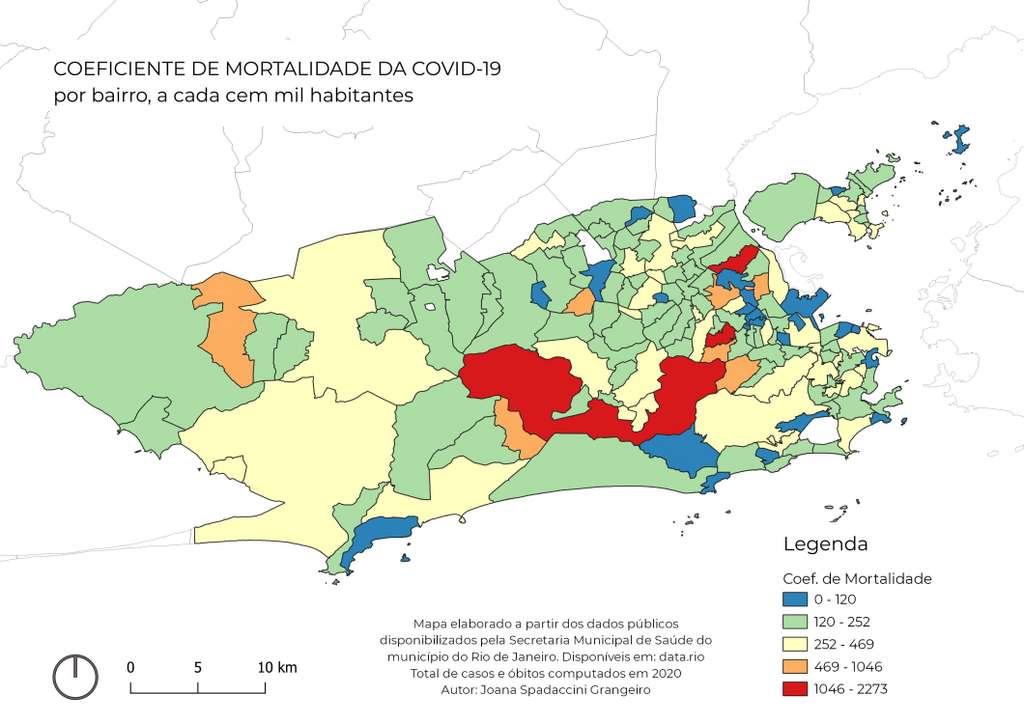 COEFICIENTE DE MORTALIDADE DA COVID-19
por bairro, a cada cem mil habitantes
Legenda
Coef. de Mortalidade
0 - 120
120 - 252
252 - 469
469 - 1046
1046 - 2273
Mapa elaborado a partir dos dados públicos
disponibilizados pela Secretaria Municipal de Saúde do
município do Rio de Janeiro. Disponíveis em: data.rio
Total de casos e óbitos computados em 2020
Autor: Joana Spadaccini Grangeiro
0 5 10 km